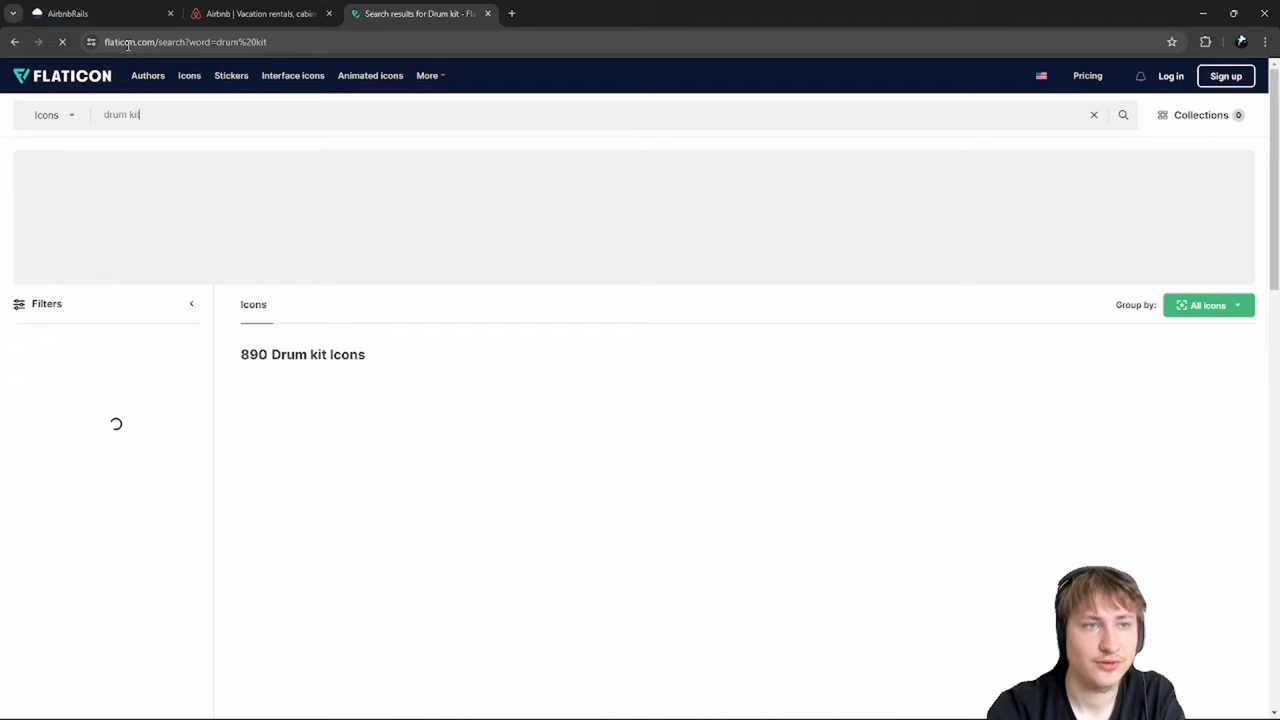 AirbnbRails
Airbnb | Vacation rentals, cabin
Search results for Drum kit - Fla
flaticon.com/search?word=drum%20kit
FLATICON
Authors
Icons
Stickers
Interface icons
Animated icons
More
Pricing
Log in
Sign up
Icons
drum kit
Collections 0
Filters
Icons
Group by:
All icons
890 Drum kit Icons